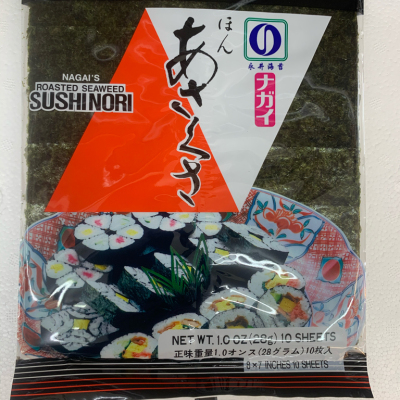 ほん
あさくさ
永井海苔
ナガイ
NAGAI'S
ROASTED SEAWEED
SUSHI NORI
NET WT. 1.0 OZ (28g) 10 SHEETS
正味重量1.0オンス(28グラム)10枚入
8×7 INCHES 10 SHEETS